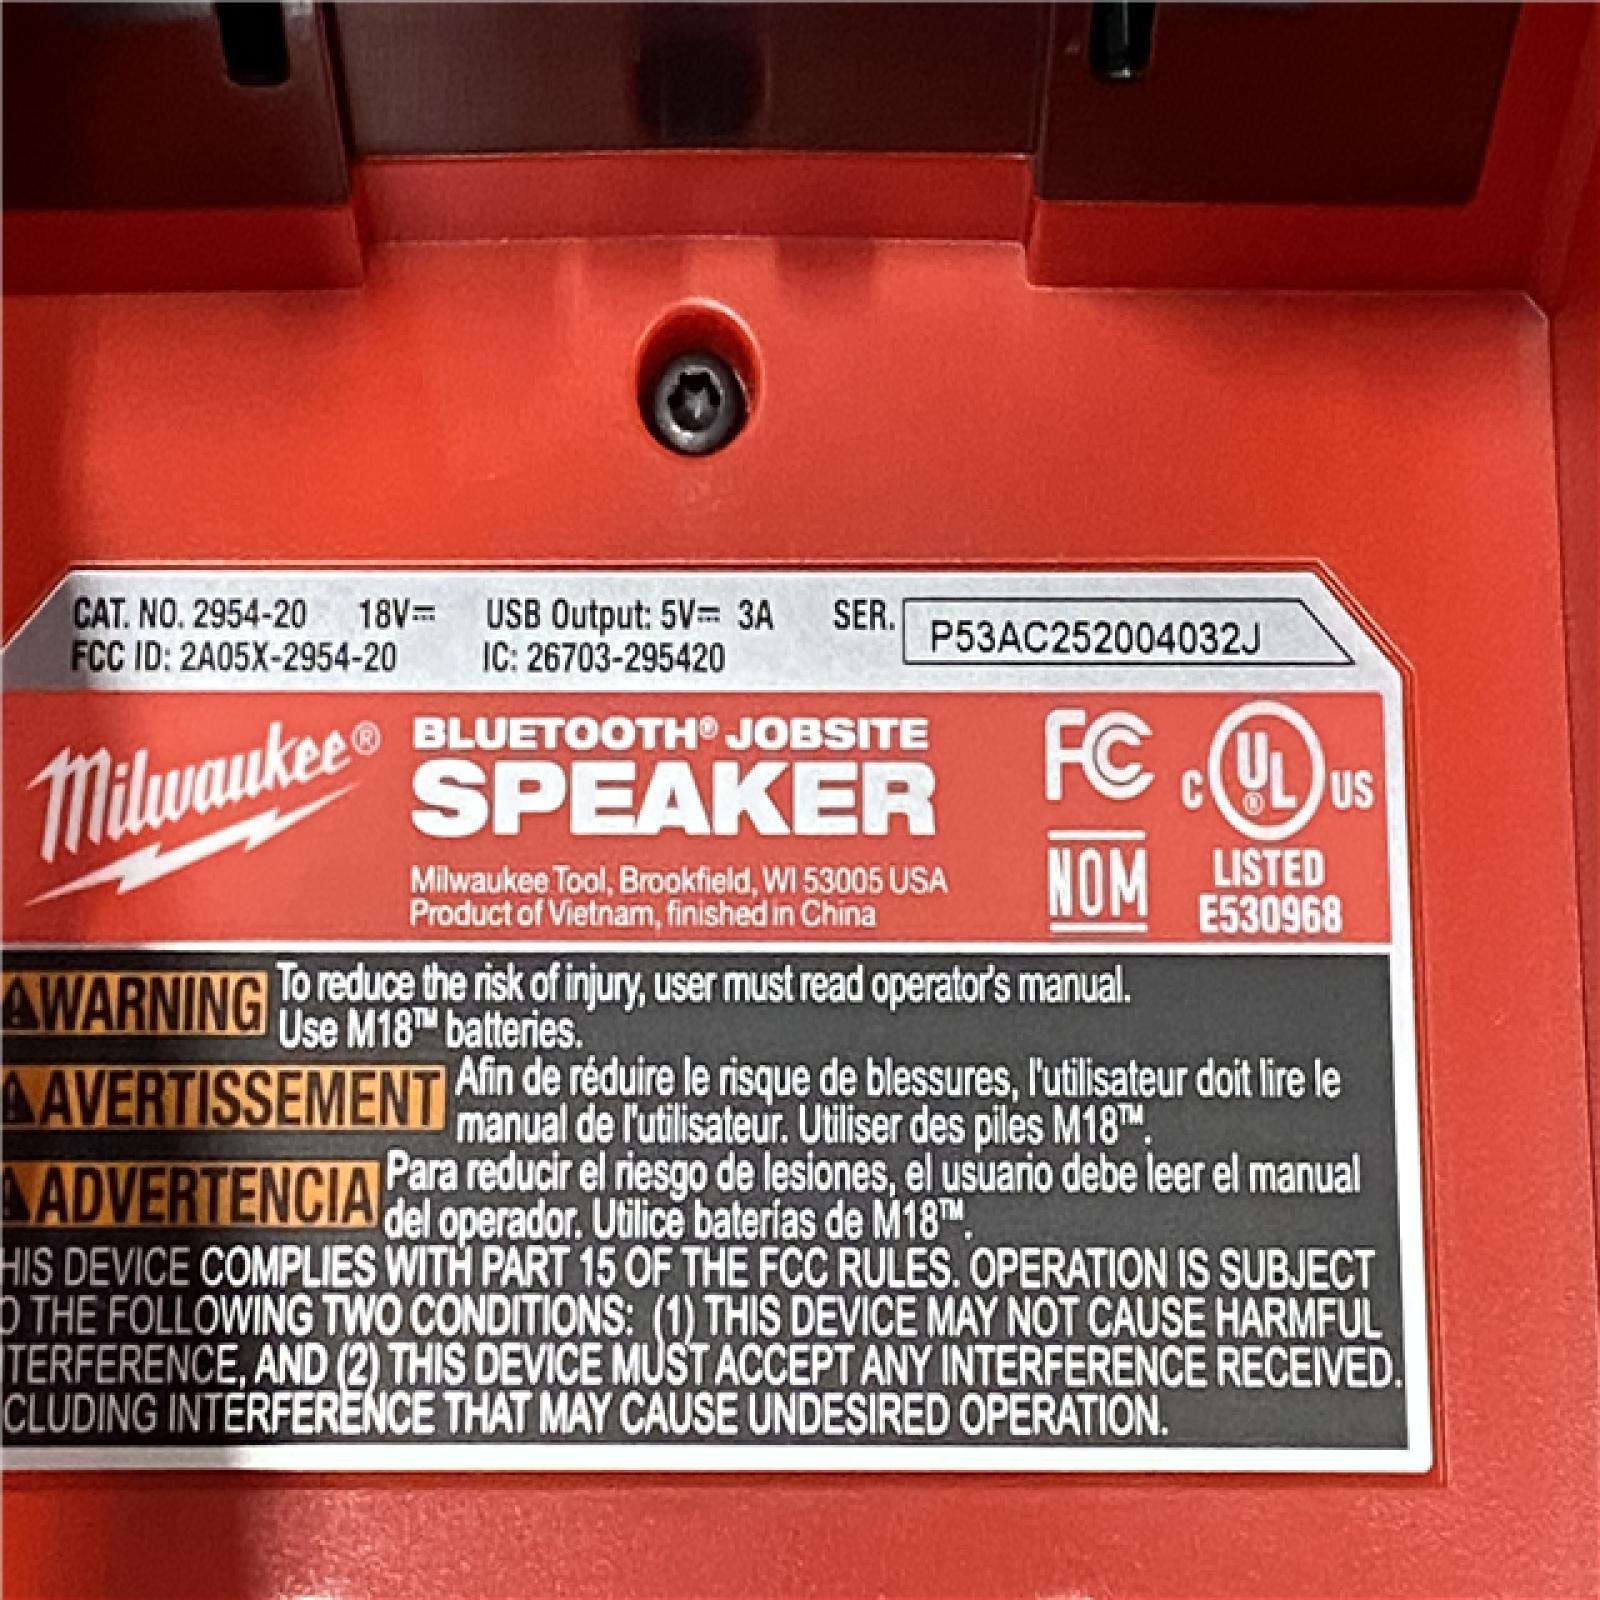 CAT. NO. 2954-20 18V⎓ USB Output: 5V⎓ 3A SER. P53AC252004032J
FCC ID: 2A05X-2954-20 IC: 26703-295420
Milwaukee®
BLUETOOTH® JOBSITE
SPEAKER
Milwaukee Tool, Brookfield, WI 53005 USA
Product of Vietnam, finished in China
FC
NOM
C UL® US
LISTED
E530968
WARNING To reduce the risk of injury, user must read operator's manual.
Use M18™ batteries.
AVERTISSEMENT Afin de réduire le risque de blessures, l'utilisateur doit lire le
manual de l'utilisateur. Utiliser des piles M18™.
ADVERTENCIA Para reducir el riesgo de lesiones, el usuario debe leer el manual
del operador. Utilice baterías de M18™.
HIS DEVICE COMPLIES WITH PART 15 OF THE FCC RULES. OPERATION IS SUBJECT
O THE FOLLOWING TWO CONDITIONS: (1) THIS DEVICE MAY NOT CAUSE HARMFUL
TERFERENCE, AND (2) THIS DEVICE MUST ACCEPT ANY INTERFERENCE RECEIVED.
CLUDING INTERFERENCE THAT MAY CAUSE UNDESIRED OPERATION.